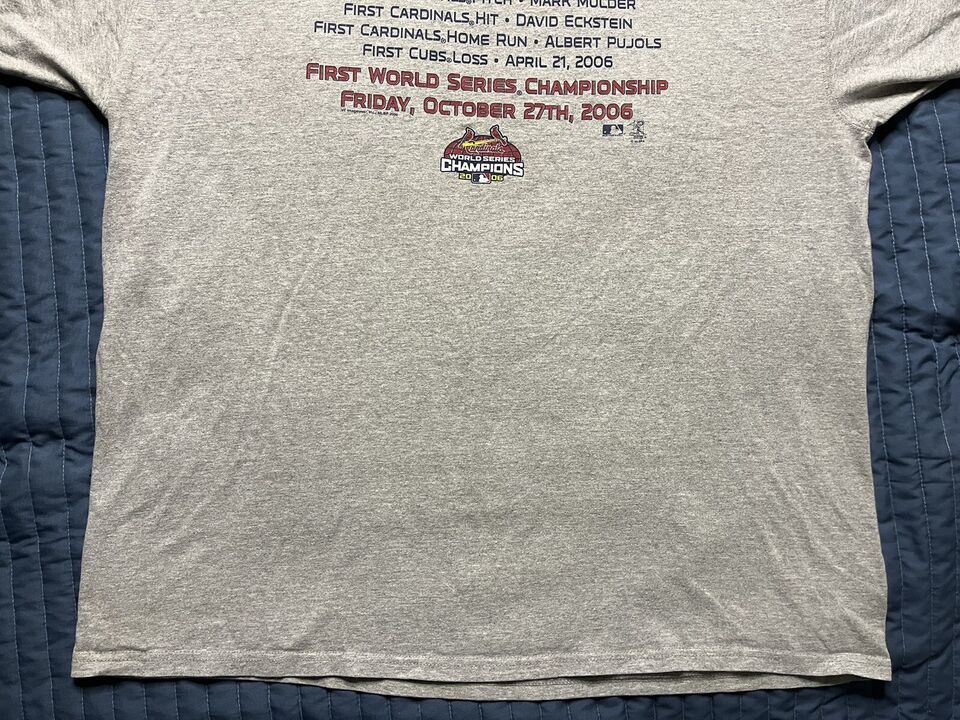 PITCH • MARK MULDER
FIRST CARDINALS® HIT • DAVID ECKSTEIN
FIRST CARDINALS® HOME RUN • ALBERT PUJOLS
FIRST CUBS® LOSS • APRIL 21, 2006
FIRST WORLD SERIES® CHAMPIONSHIP
FRIDAY, OCTOBER 27TH, 2006
Cardinals
WORLD SERIES
CHAMPIONS
20 06